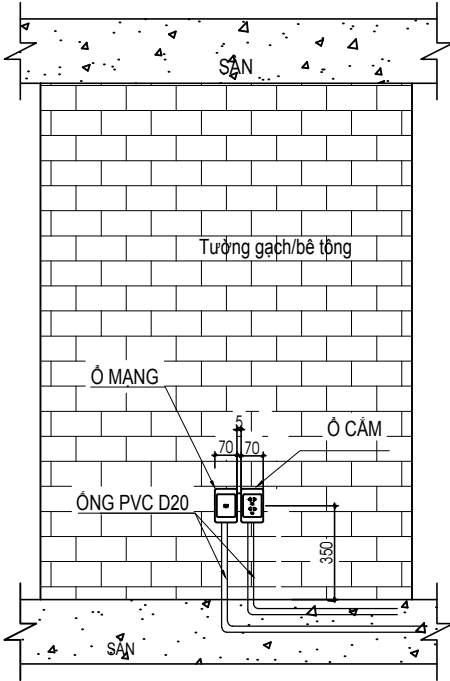 SÀN
Tường gạch/bê tông
Ổ MẠNG
5
70
70
Ổ CẮM
ỐNG PVC D20
350
SÀN